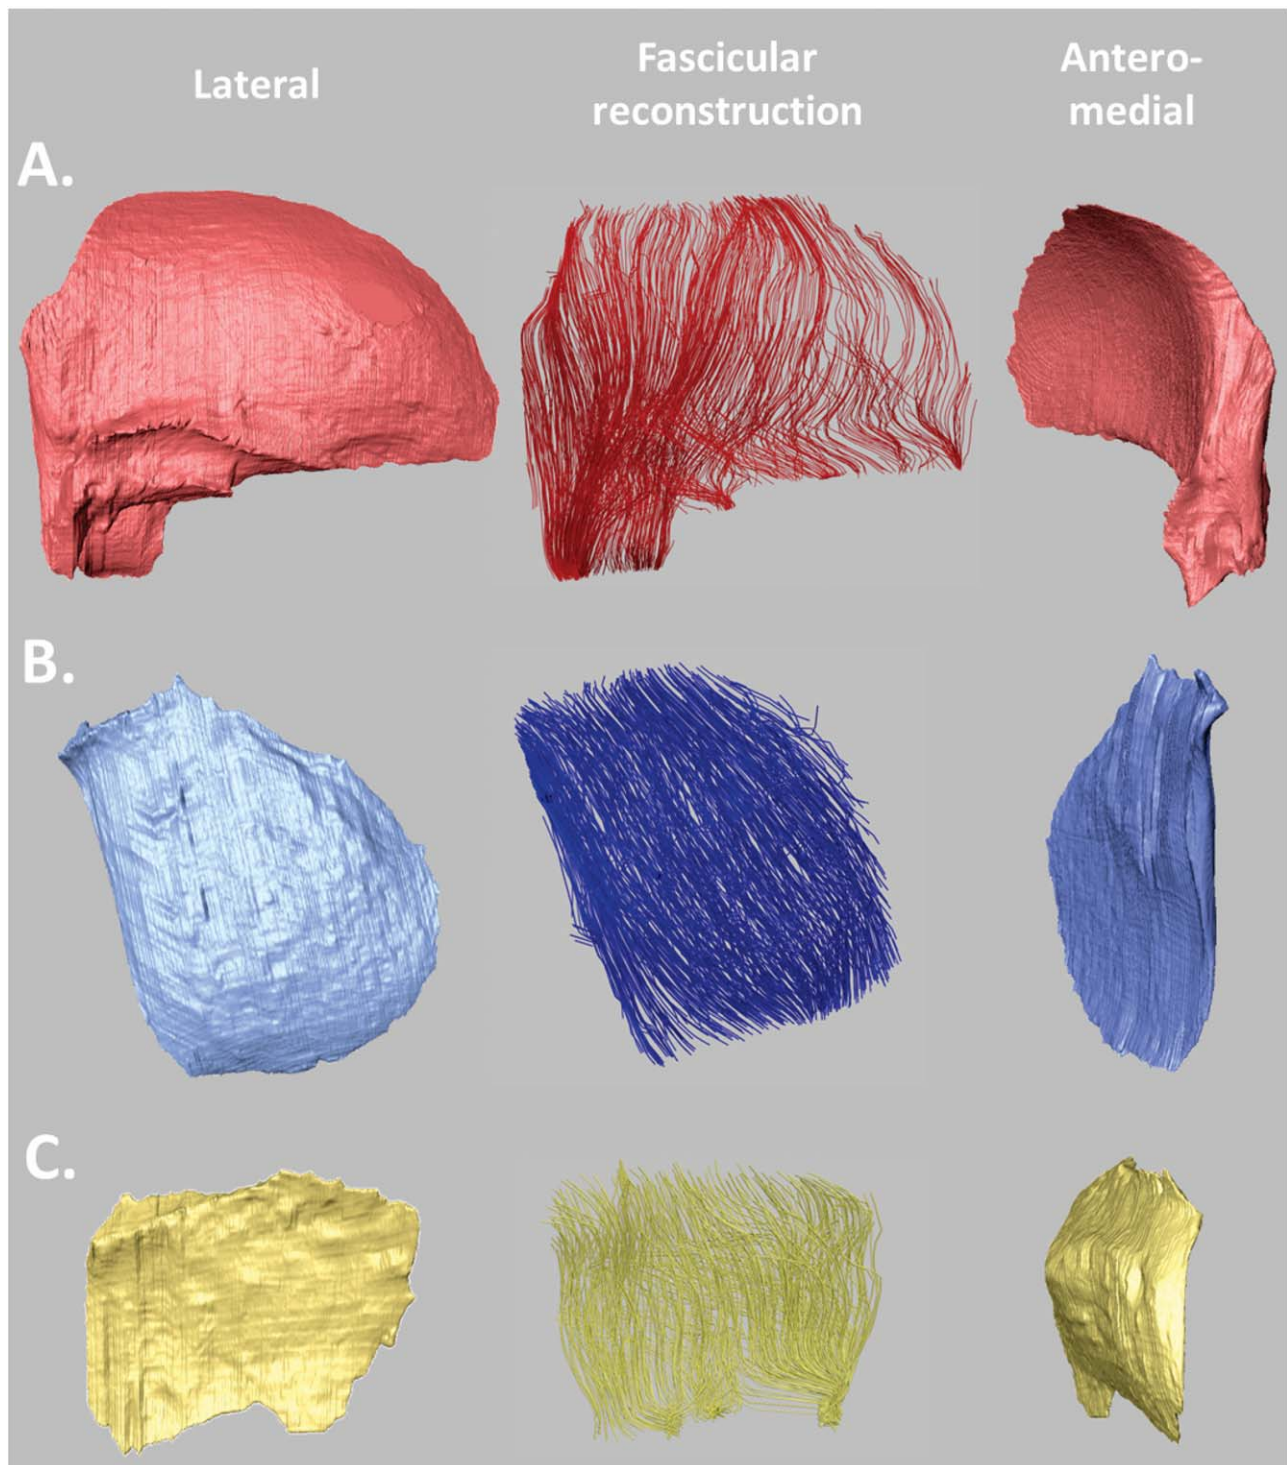 Lateral
Fascicular
reconstruction
Antero-
medial
A.
B.
C.